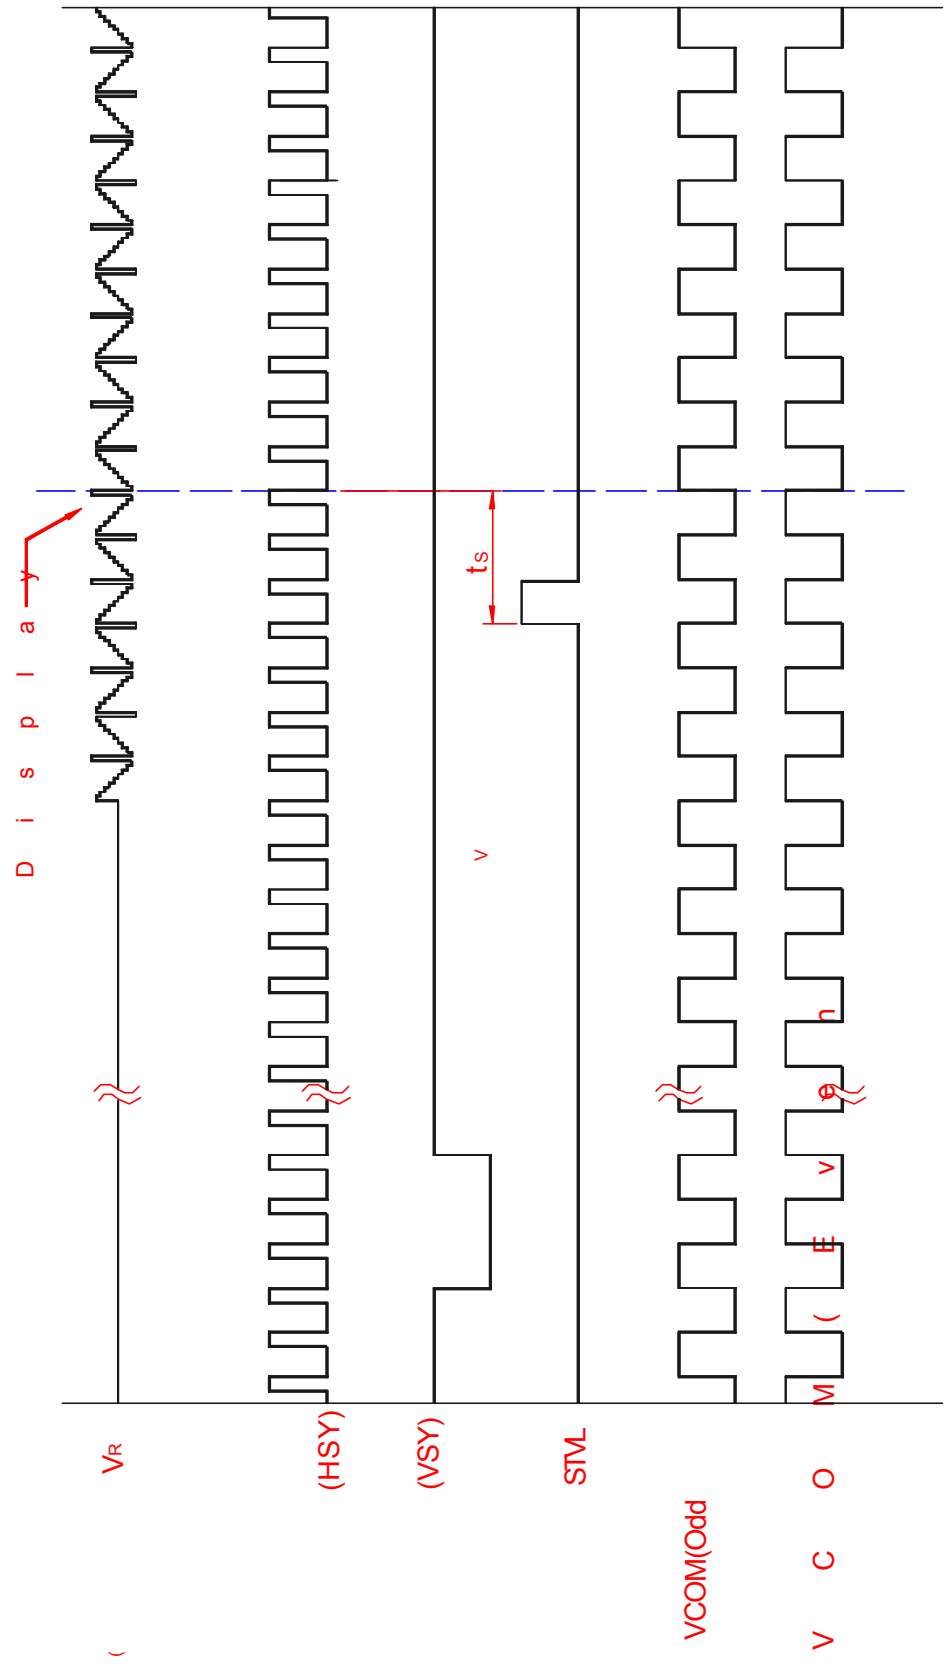 Display
VR
(HSY)
(VSY)
STVL
VCOM(Odd
VCOM(Even
ts
v
(